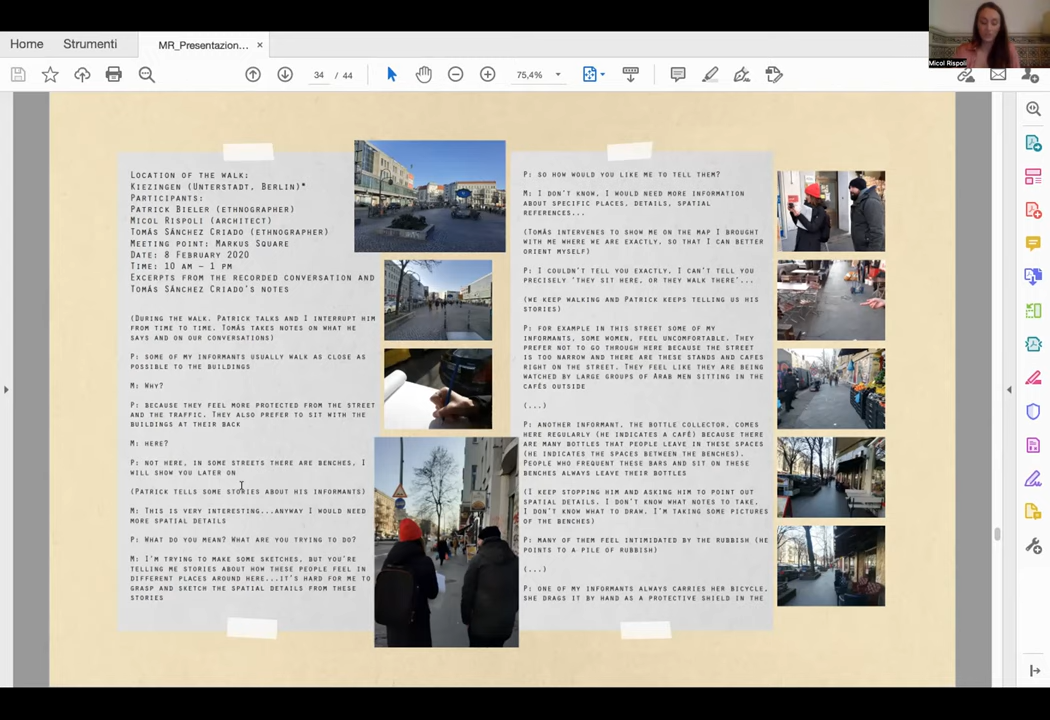 Home Strumenti MR_Presentazion... ×
Micol Rispoli
34 / 44 75,4%
LOCATION OF THE WALK:
KIEZINGEN (UNTERSTADT, BERLIN)*
PARTICIPANTS:
PATRICK BIELER (ETHNOGRAPHER)
MICOL RISPOLI (ARCHITECT)
TOMÁS SÁNCHEZ CRIADO (ETHNOGRAPHER)
MEETING POINT: MARKUS SQUARE
DATE: 8 FEBRUARY 2020
TIME: 10 AM – 1 PM
EXCERPTS FROM THE RECORDED CONVERSATION AND
TOMÁS SÁNCHEZ CRIADO'S NOTES
(DURING THE WALK, PATRICK TALKS AND I INTERRUPT HIM
FROM TIME TO TIME. TOMÁS TAKES NOTES ON WHAT HE
SAYS AND ON OUR CONVERSATIONS)
P: SOME OF MY INFORMANTS USUALLY WALK AS CLOSE AS
POSSIBLE TO THE BUILDINGS
M: WHY?
P: BECAUSE THEY FEEL MORE PROTECTED FROM THE STREET
AND THE TRAFFIC. THEY ALSO PREFER TO SIT WITH THE
BUILDINGS AT THEIR BACK
M: HERE?
P: NOT HERE, IN SOME STREETS THERE ARE BENCHES, I
WILL SHOW YOU LATER ON
(PATRICK TELLS SOME STORIES ABOUT HIS INFORMANTS)
M: THIS IS VERY INTERESTING...ANYWAY I WOULD NEED
MORE SPATIAL DETAILS
P: WHAT DO YOU MEAN? WHAT ARE YOU TRYING TO DO?
M: I'M TRYING TO MAKE SOME SKETCHES, BUT YOU'RE
TELLING ME STORIES ABOUT HOW THESE PEOPLE FEEL IN
DIFFERENT PLACES AROUND HERE...IT'S HARD FOR ME TO
GRASP AND SKETCH THE SPATIAL DETAILS FROM THESE
STORIES
P: SO HOW WOULD YOU LIKE ME TO TELL THEM?
M: I DON'T KNOW, I WOULD NEED MORE INFORMATION
ABOUT SPECIFIC PLACES, DETAILS, SPATIAL
REFERENCES...
(TOMÁS INTERVENES TO SHOW ME ON THE MAP I BROUGHT
WITH ME WHERE WE ARE EXACTLY, SO THAT I CAN BETTER
ORIENT MYSELF)
P: I COULDN'T TELL YOU EXACTLY, I CAN'T TELL YOU
PRECISELY 'THEY SIT HERE, OR THEY WALK THERE'...
(WE KEEP WALKING AND PATRICK KEEPS TELLING US HIS
STORIES)
P: FOR EXAMPLE IN THIS STREET SOME OF MY
INFORMANTS, SOME WOMEN, FEEL UNCOMFORTABLE. THEY
PREFER NOT TO GO THROUGH HERE BECAUSE THE STREET
IS TOO NARROW AND THERE ARE THESE STANDS AND CAFES
RIGHT ON THE STREET. THEY FEEL LIKE THEY ARE BEING
WATCHED BY LARGE GROUPS OF ARAB MEN SITTING IN THE
CAFÉS OUTSIDE
(...)
P: ANOTHER INFORMANT, THE BOTTLE COLLECTOR, COMES
HERE REGULARLY (HE INDICATES A CAFÉ) BECAUSE THERE
ARE MANY BOTTLES THAT PEOPLE LEAVE IN THESE SPACES
(HE INDICATES THE SPACES BETWEEN THE BENCHES).
PEOPLE WHO FREQUENT THESE BARS AND SIT ON THESE
BENCHES ALWAYS LEAVE THEIR BOTTLES
(I KEEP STOPPING HIM AND ASKING HIM TO POINT OUT
SPATIAL DETAILS, I DON'T KNOW WHAT NOTES TO TAKE,
I DON'T KNOW WHAT TO DRAW, I'M TAKING SOME PICTURES
OF THE BENCHES)
P: MANY OF THEM FEEL INTIMIDATED BY THE RUBBISH (HE
POINTS TO A PILE OF RUBBISH)
(...)
P: ONE OF MY INFORMANTS ALWAYS CARRIES HER BICYCLE,
SHE DRAGS IT BY HAND AS A PROTECTIVE SHIELD IN THE